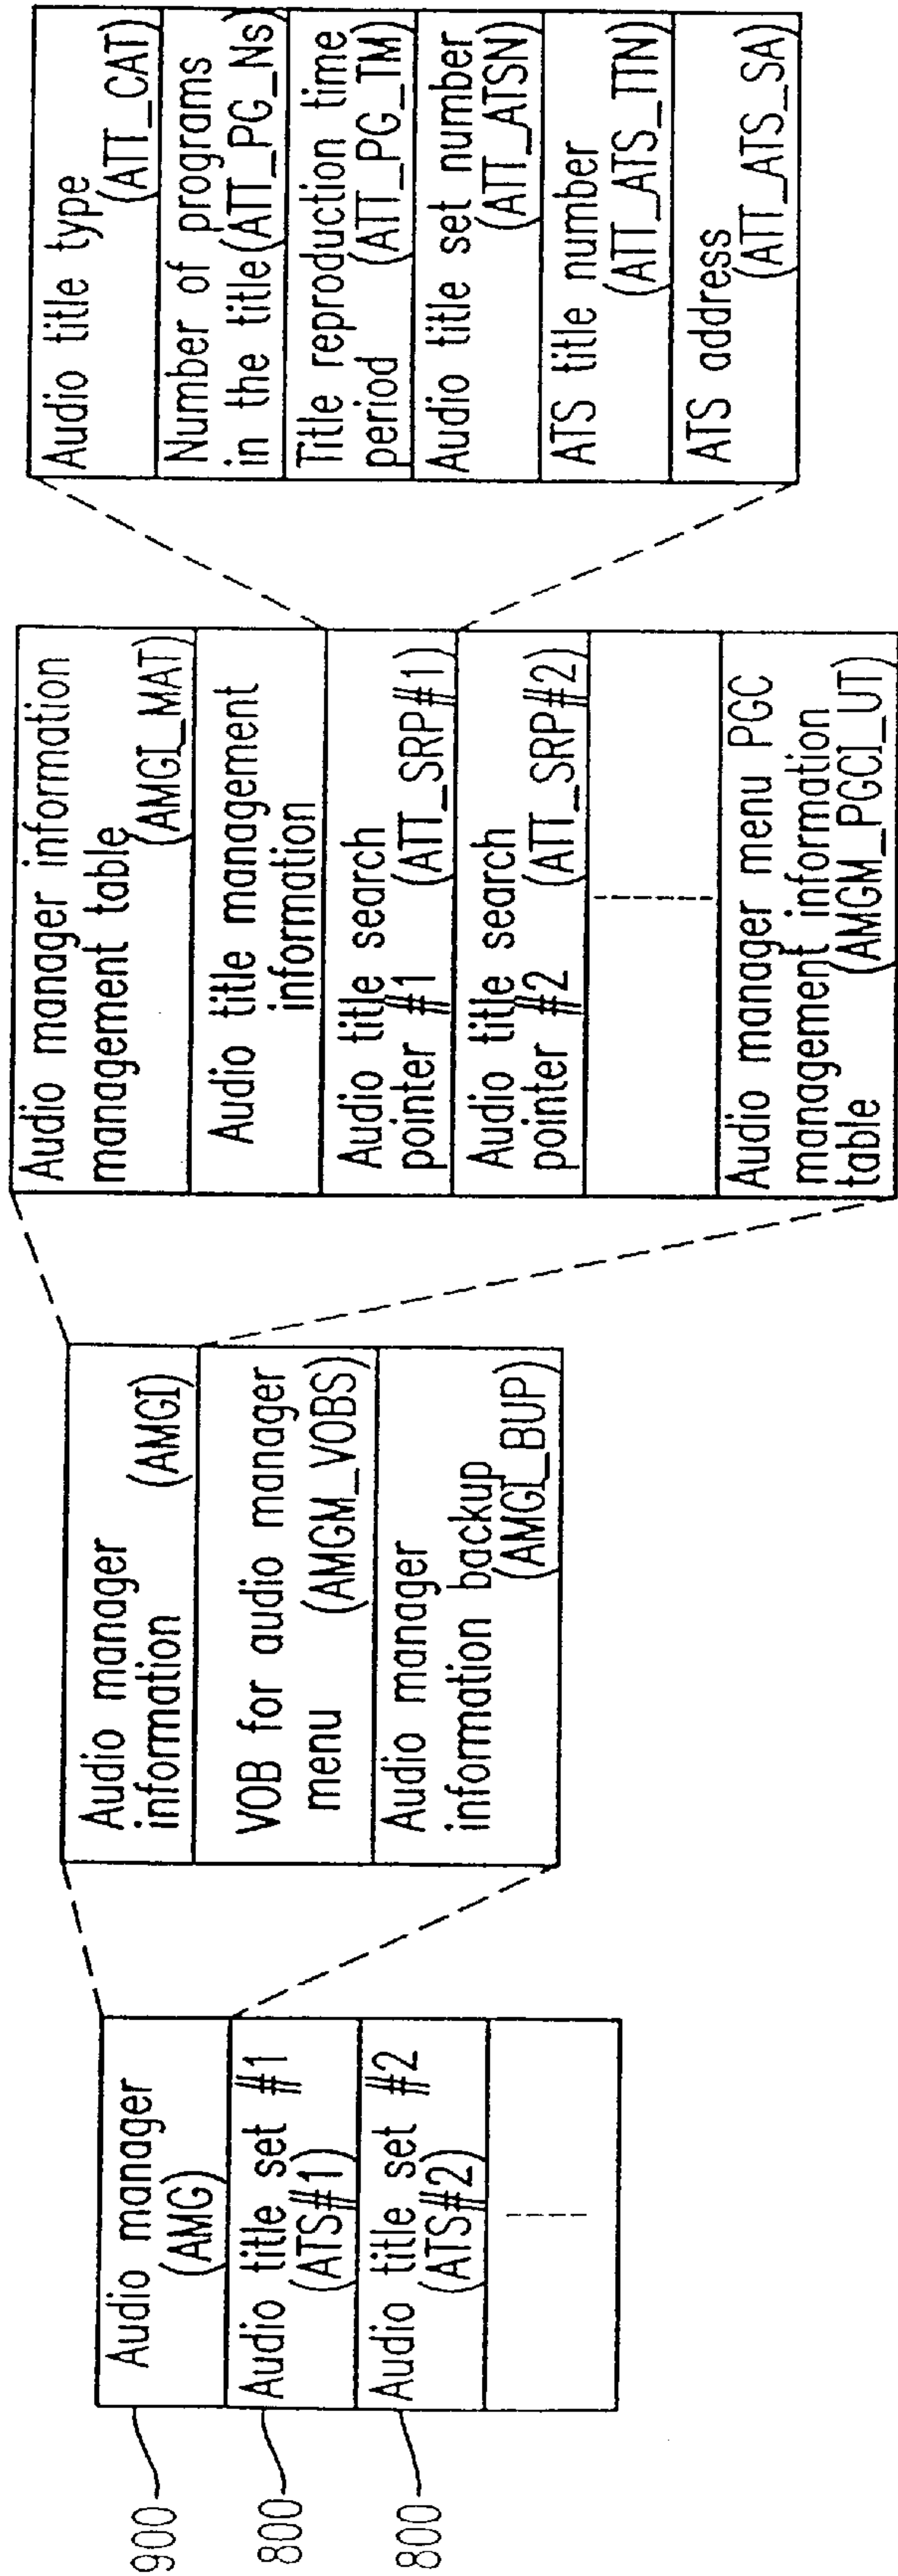 900
800
800
Audio manager
(AMG)
Audio title set #1
(ATS#1)
Audio title set #2
(ATS#2)
Audio manager
information (AMGI)
VOB for audio manager
menu (AMGM_VOBS)
Audio manager
information backup
(AMGI_BUP)
Audio manager information
management table
(AMGI_MAT)
Audio title management
information
Audio title search
pointer #1 (ATT_SRP#1)
Audio title search
pointer #2 (ATT_SRP#2)
Audio manager menu PGC
management information
table (AMGM_PGCI_UT)
Audio title type
(ATT_CAT)
Number of programs
in the title(ATT_PG_Ns)
Title reproduction time
period (ATT_PG_TM)
Audio title set number
(ATT_ATSN)
ATS title number
(ATT_ATS_TTN)
ATS address
(ATT_ATS_SA)